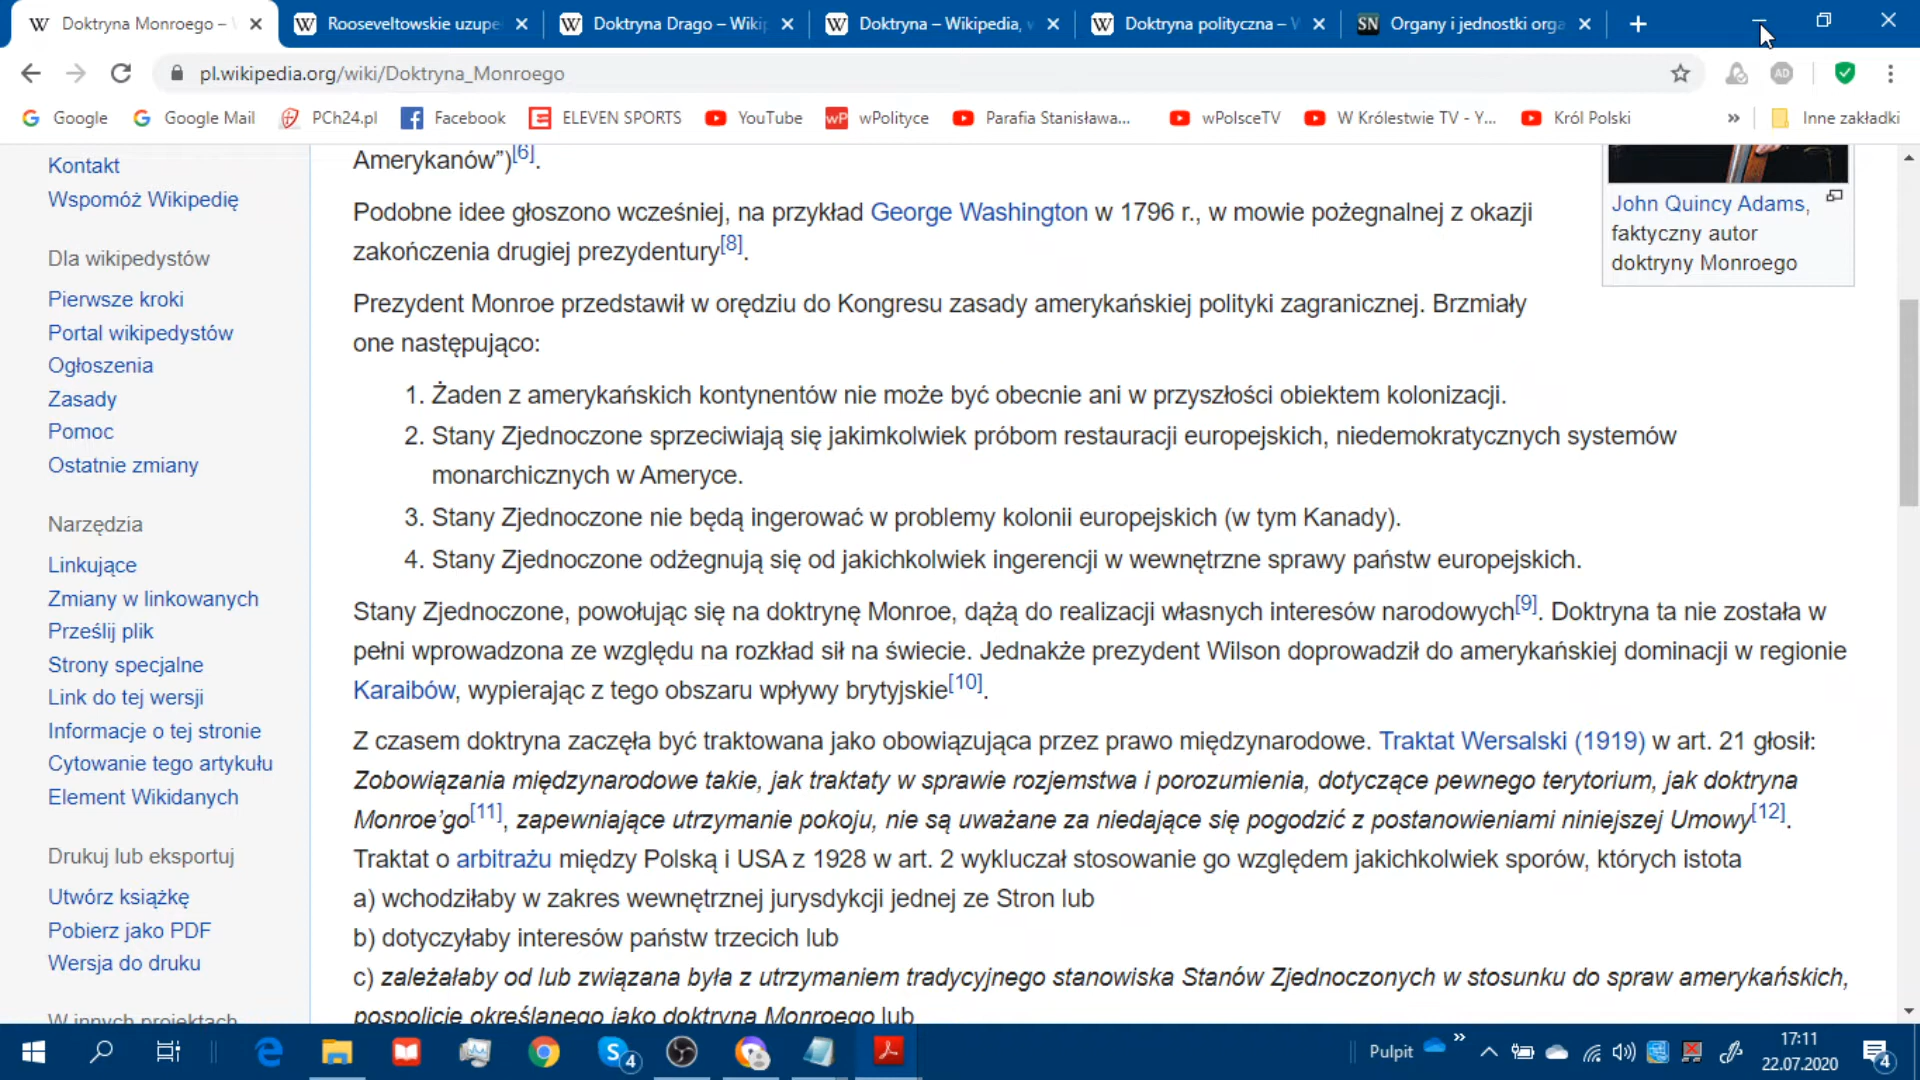 Doktryna Monroego –
Rooseveltowskie uzupe
Doktryna Drago – Wikip
Doktryna – Wikipedia,
Doktryna polityczna –
SN Organy i jednostki orga
pl.wikipedia.org/wiki/Doktryna_Monroego
AD
Google
Google Mail
PCh24.pl
Facebook
ELEVEN SPORTS
YouTube
wP wPolityce
Parafia Stanisława...
wPolsceTV
W Królestwie TV - Y...
Król Polski
»
Inne zakładki
Kontakt
Wspomóż Wikipedię
Dla wikipedystów
Pierwsze kroki
Portal wikipedystów
Ogłoszenia
Zasady
Pomoc
Ostatnie zmiany
Narzędzia
Linkujące
Zmiany w linkowanych
Prześlij plik
Strony specjalne
Link do tej wersji
Informacje o tej stronie
Cytowanie tego artykułu
Element Wikidanych
Drukuj lub eksportuj
Utwórz książkę
Pobierz jako PDF
Wersja do druku
W innych projektach
Amerykanów”)[6].
Podobne idee głoszono wcześniej, na przykład George Washington w 1796 r., w mowie pożegnalnej z okazji
zakończenia drugiej prezydentury[8].
John Quincy Adams,
faktyczny autor
doktryny Monroego
Prezydent Monroe przedstawił w orędziu do Kongresu zasady amerykańskiej polityki zagranicznej. Brzmiały
one następująco:
1. Żaden z amerykańskich kontynentów nie może być obecnie ani w przyszłości obiektem kolonizacji.
2. Stany Zjednoczone sprzeciwiają się jakimkolwiek próbom restauracji europejskich, niedemokratycznych systemów
monarchicznych w Ameryce.
3. Stany Zjednoczone nie będą ingerować w problemy kolonii europejskich (w tym Kanady).
4. Stany Zjednoczone odżegnują się od jakichkolwiek ingerencji w wewnętrzne sprawy państw europejskich.
Stany Zjednoczone, powołując się na doktrynę Monroe, dążą do realizacji własnych interesów narodowych[9]. Doktryna ta nie została w
pełni wprowadzona ze względu na rozkład sił na świecie. Jednakże prezydent Wilson doprowadził do amerykańskiej dominacji w regionie
Karaibów, wypierając z tego obszaru wpływy brytyjskie[10].
Z czasem doktryna zaczęła być traktowana jako obowiązująca przez prawo międzynarodowe. Traktat Wersalski (1919) w art. 21 głosił:
Zobowiązania międzynarodowe takie, jak traktaty w sprawie rozjemstwa i porozumienia, dotyczące pewnego terytorium, jak doktryna
Monroe’go[11], zapewniające utrzymanie pokoju, nie są uważane za niedające się pogodzić z postanowieniami niniejszej Umowy[12].
Traktat o arbitrażu między Polską i USA z 1928 w art. 2 wykluczał stosowanie go względem jakichkolwiek sporów, których istota
a) wchodziłaby w zakres wewnętrznej jurysdykcji jednej ze Stron lub
b) dotyczyłaby interesów państw trzecich lub
c) zależałaby od lub związana była z utrzymaniem tradycyjnego stanowiska Stanów Zjednoczonych w stosunku do spraw amerykańskich,
pospolicie określanego jako doktryna Monroego lub
4
Pulpit
»
17:11
22.07.2020
4